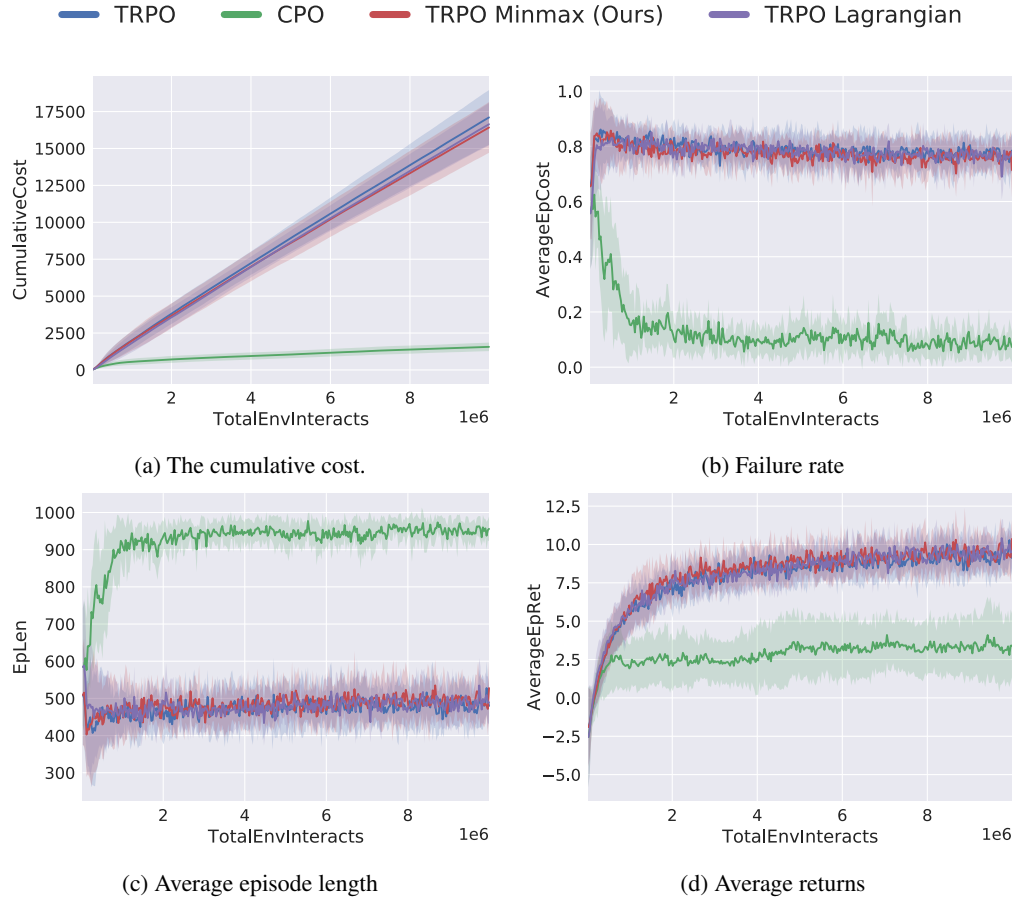 TRPO CPO TRPO Minmax (Ours) TRPO Lagrangian
17500
15000
12500
10000
7500
5000
2500
0
CumulativeCost
2 4 6 8
1e6
TotalEnvInteracts
(a) The cumulative cost.
1.0
0.8
0.6
0.4
0.2
0.0
AverageEpCost
2 4 6 8
1e6
TotalEnvInteracts
(b) Failure rate
1000
900
800
700
600
500
400
300
EpLen
2 4 6 8
1e6
TotalEnvInteracts
(c) Average episode length
12.5
10.0
7.5
5.0
2.5
0.0
−2.5
−5.0
AverageEpRet
2 4 6 8
1e6
TotalEnvInteracts
(d) Average returns